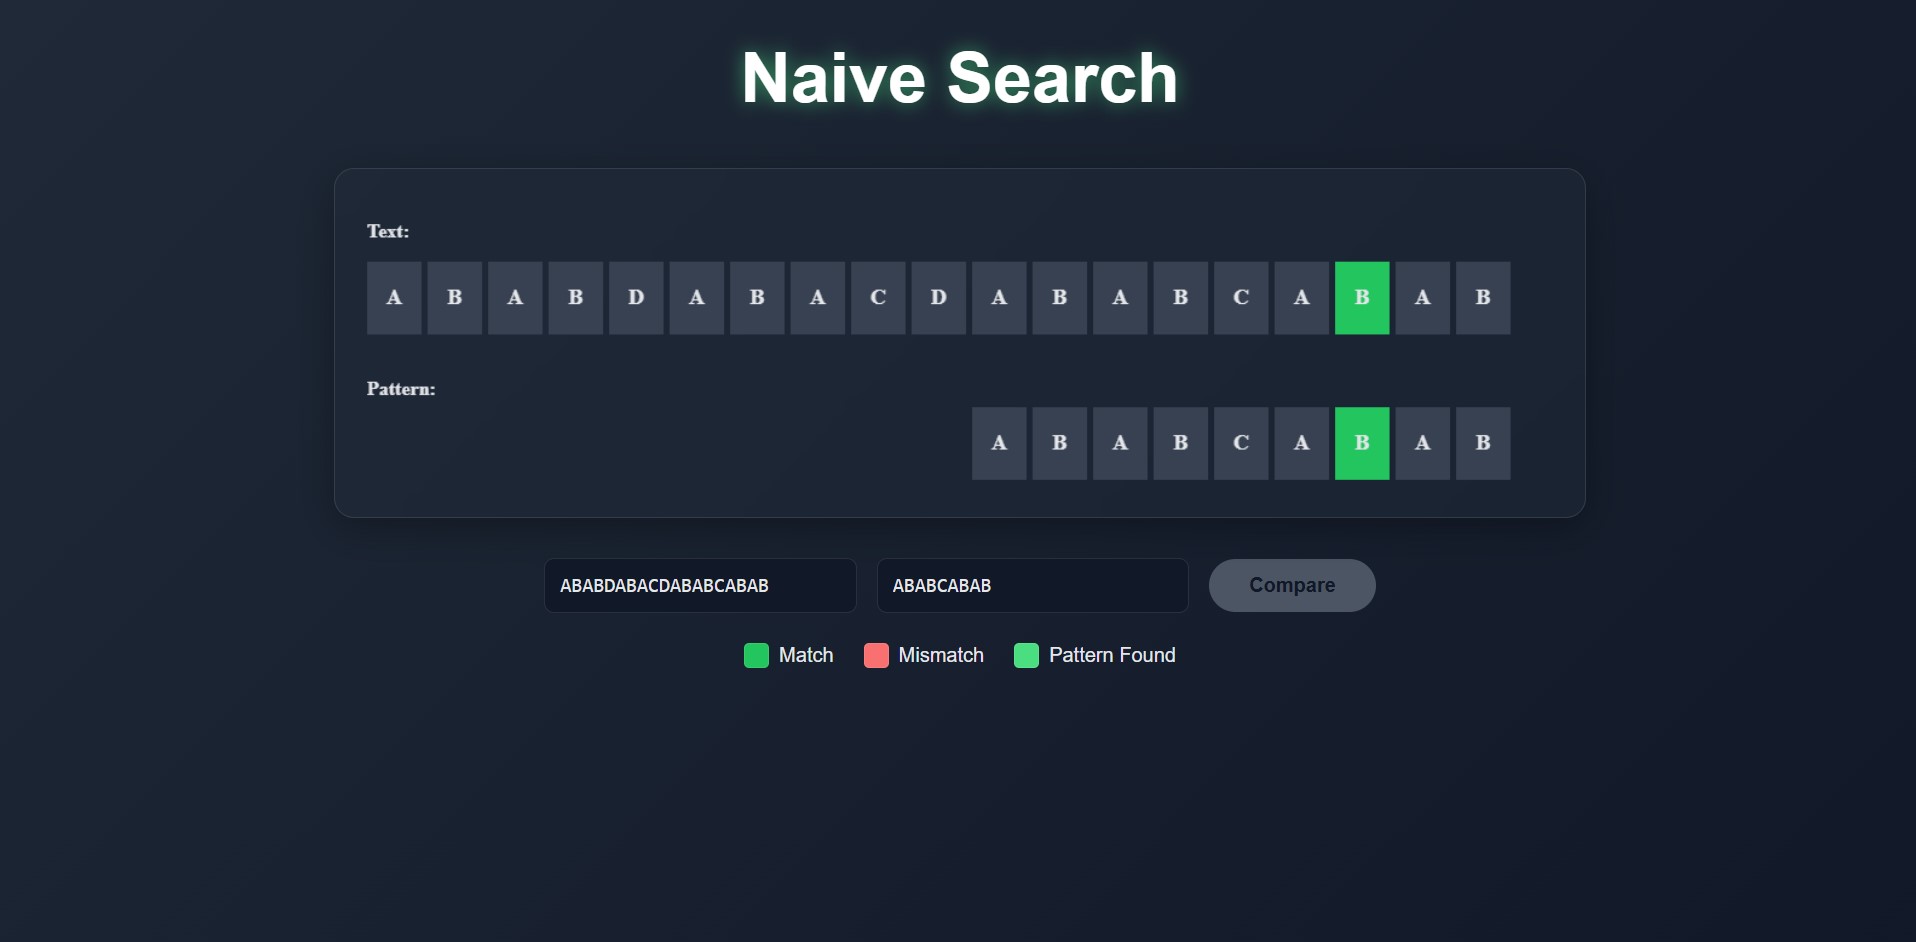 Naive Search
Text:
A B A B D A B A C D A B A B C A B A B
Pattern:
A B A B C A B A B
ABABDABACDABABCABAB ABABCABAB Compare
Match Mismatch Pattern Found